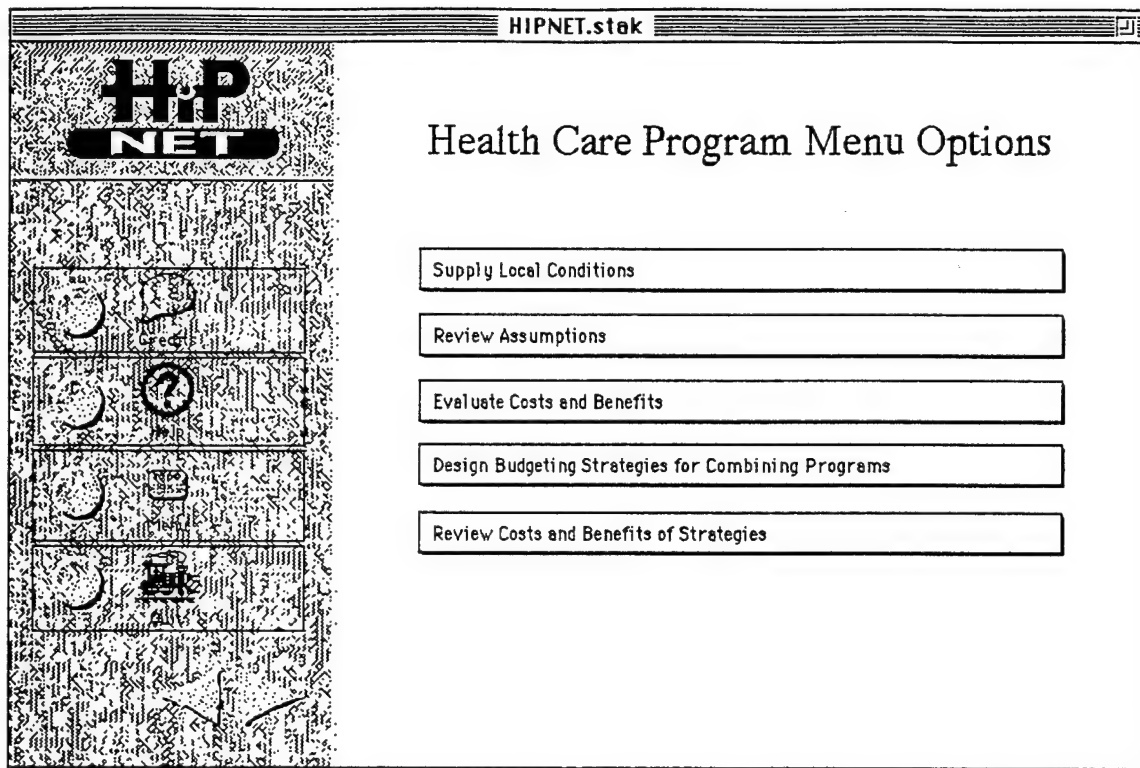 HIPNET.stak
HiP
NET
Health Care Program Menu Options
Supply Local Conditions
Review Assumptions
Evaluate Costs and Benefits
Design Budgeting Strategies for Combining Programs
Review Costs and Benefits of Strategies